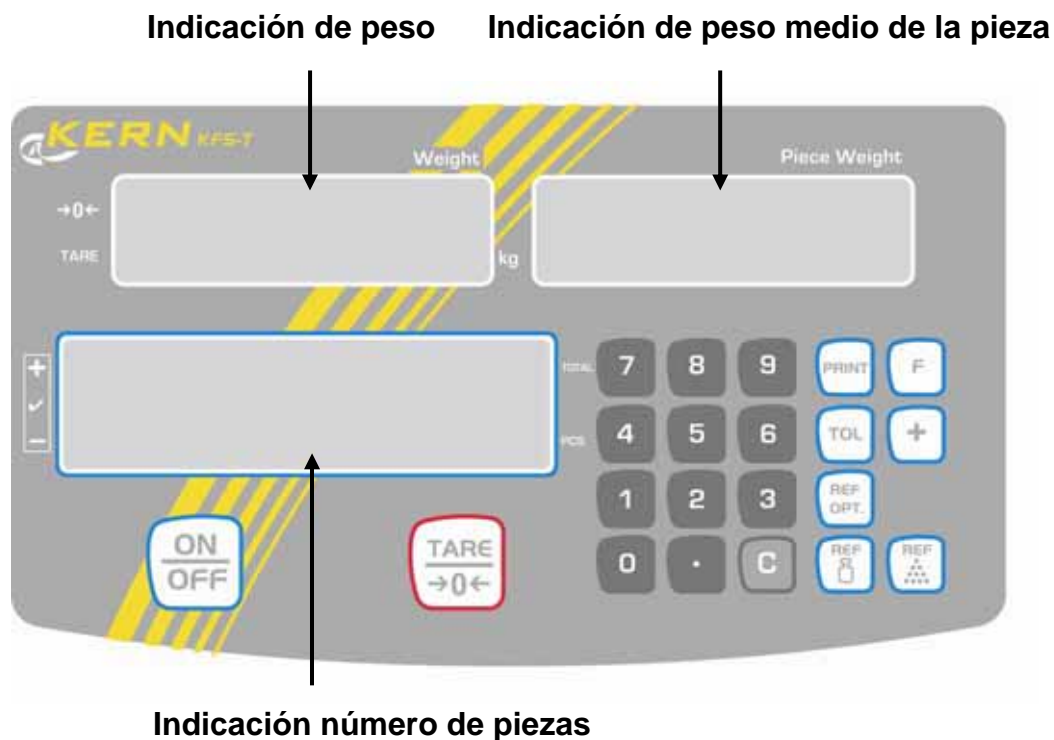 Indicación de peso Indicación de peso medio de la pieza
KERN KFS-T
Weight Piece Weight
→0←
TARE
kg
+
✓
−
TOTAL
PCS
7 8 9 PRINT F
4 5 6 TOL +
1 2 3 REF OPT.
0 . C REF REF
ON
OFF
TARE
→0←
Indicación número de piezas